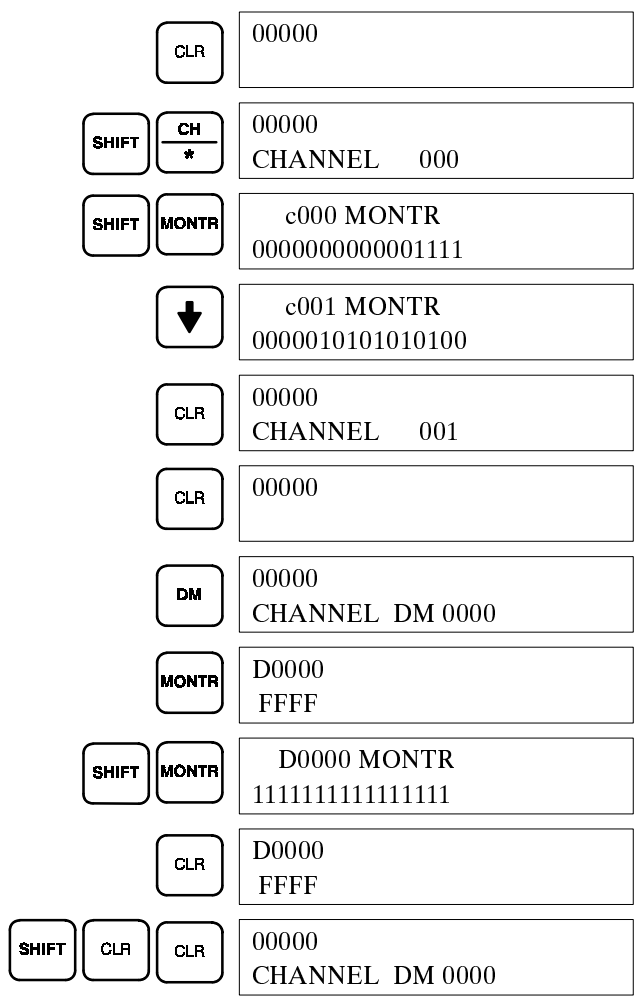 CLR
00000
SHIFT CH
*
00000
CHANNEL 000
SHIFT MONTR
c000 MONTR
0000000000001111
c001 MONTR
0000010101010100
CLR
00000
CHANNEL 001
CLR
00000
DM
00000
CHANNEL DM 0000
MONTR
D0000
FFFF
SHIFT MONTR
D0000 MONTR
1111111111111111
CLR
D0000
FFFF
SHIFT CLR CLR
00000
CHANNEL DM 0000